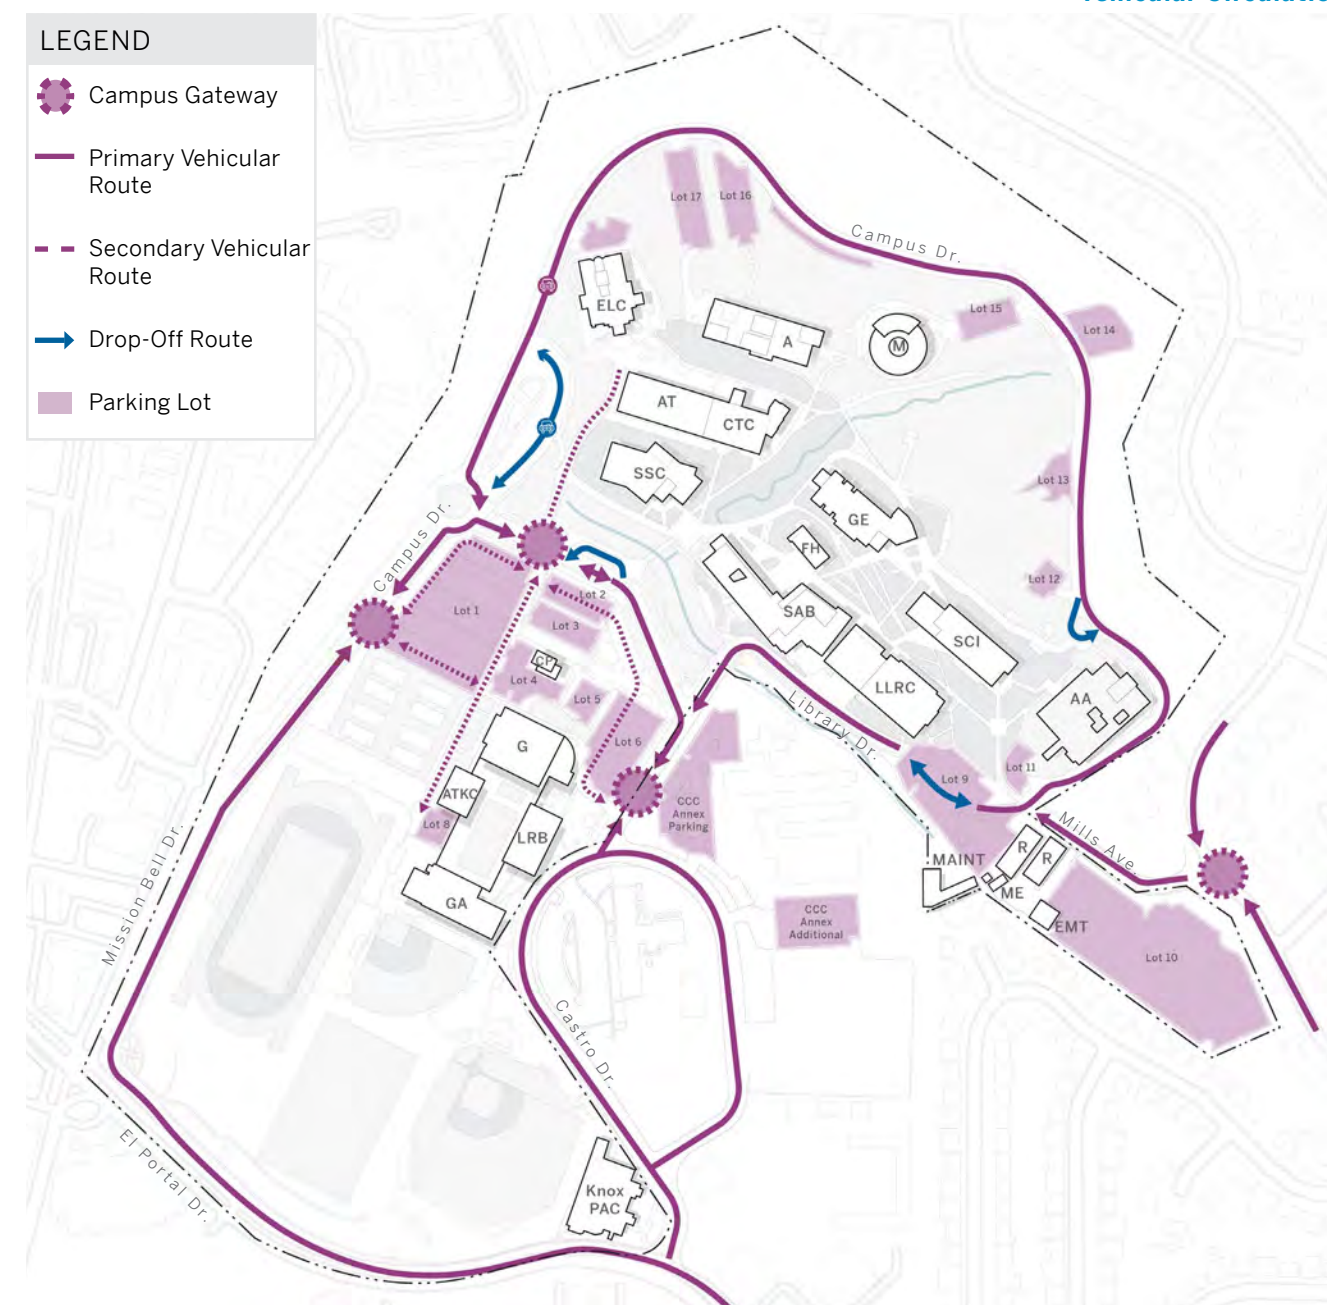 LEGEND
Campus Gateway
Primary Vehicular
Route
Secondary Vehicular
Route
Drop-Off Route
Parking Lot
Lot 17
Lot 16
Campus Dr.
ELC
A
M
Lot 15
Lot 14
AT
CTC
SSC
Lot 13
GE
FH
Campus Dr.
Lot 12
Lot 1
Lot 2
Lot 3
SAB
SCI
CP
Lot 4
Lot 5
LLRC
AA
Library Dr.
G
Lot 6
Lot 9
Lot 11
ATKC
CCC
Annex
Parking
Lot 8
LRB
Mills Ave.
MAINT
R
R
ME
Mission Bell Dr.
GA
CCC
Annex
Additional
EMT
Lot 10
Castro Dr.
El Portal Dr.
Knox
PAC